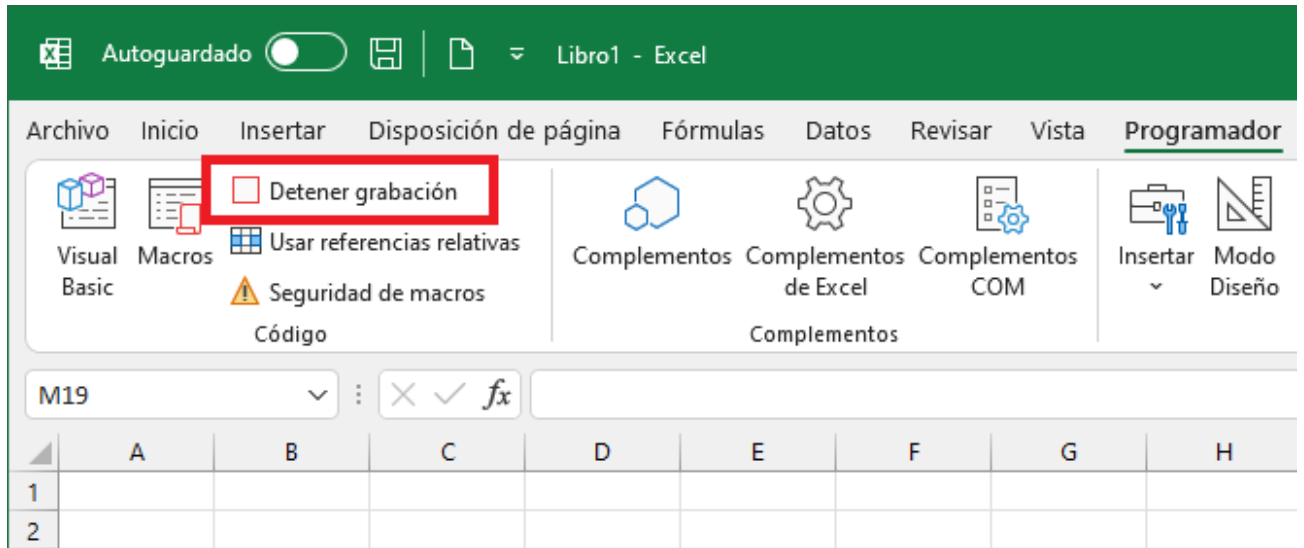 Autoguardado Libro1 - Excel
Archivo Inicio Insertar Disposición de página Fórmulas Datos Revisar Vista Programador
Detener grabación
Usar referencias relativas
Visual Macros Complementos Complementos Complementos Insertar Modo
Basic de Excel COM Diseño
Seguridad de macros
Código Complementos
M19 fx
A B C D E F G H
1
2